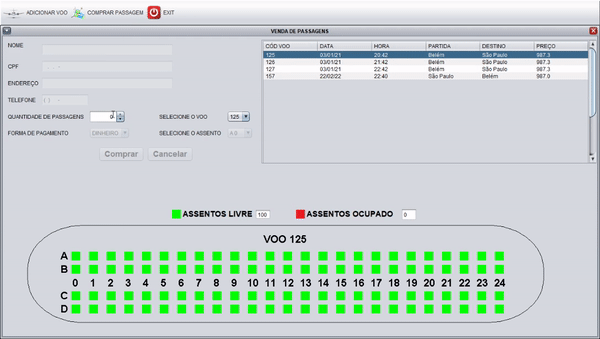 ADICIONAR VOO COMPRAR PASSAGEM EXIT
VENDA DE PASSAGENS
NOME
CPF
ENDEREÇO
TELEFONE
QUANTIDADE DE PASSAGENS 0 SELECIONE O VOO 125
FORMA DE PAGAMENTO DINHEIRO SELECIONE O ASSENTO A 0
Comprar Cancelar
CÓD VOO DATA HORA PARTIDA DESTINO PREÇO
125 03/01/21 20:42 Belém São Paulo 987.3
126 03/01/21 21:42 Belém São Paulo 987.3
127 03/01/21 22:42 Belém São Paulo 987.3
157 22/02/22 22:40 São Paulo Belém 987.9
ASSENTOS LIVRE 100 ASSENTOS OCUPADO 0
VOO 125
A
B
0 1 2 3 4 5 6 7 8 9 10 11 12 13 14 15 16 17 18 19 20 21 22 23 24
C
D